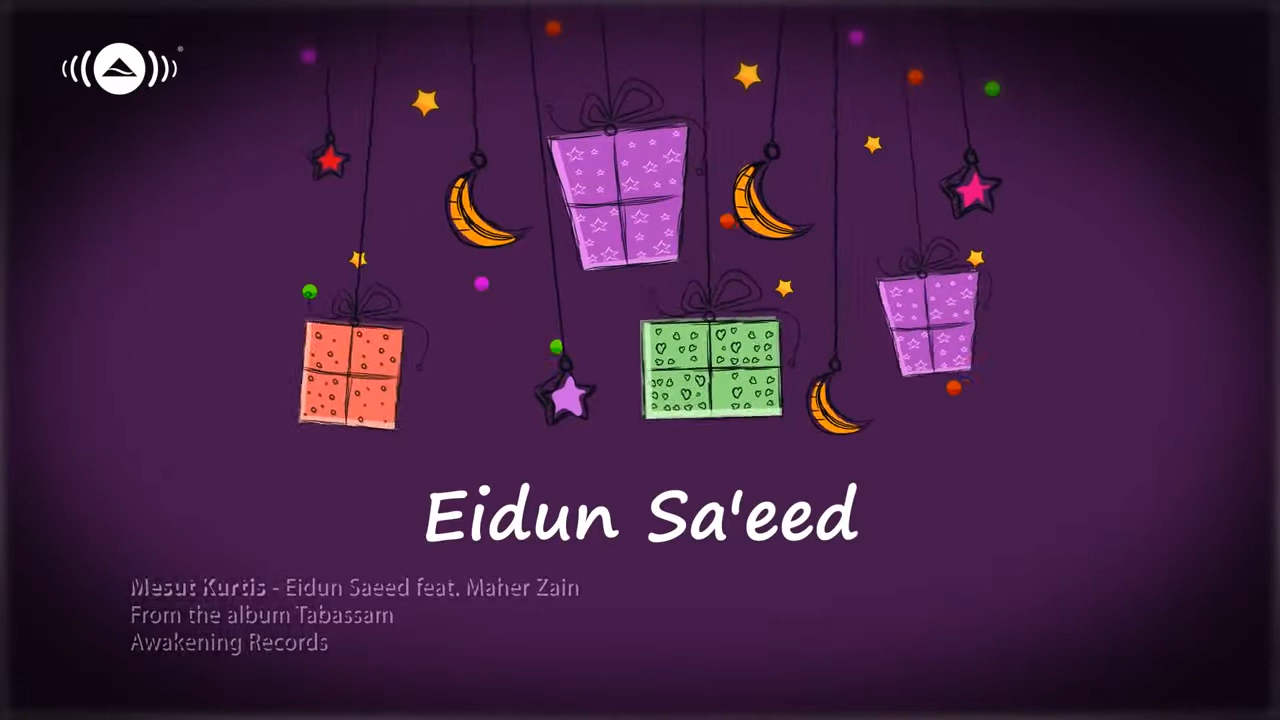 Eidun Sa'eed
Mesut Kurtis - Eidun Saeed feat. Maher Zain
From the album Tabassam
Awakening Records